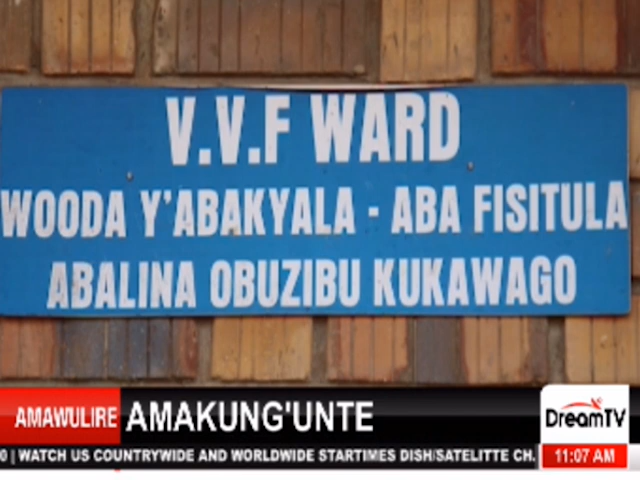 V.V.F WARD
WOODA Y'ABAKYALA - ABA FISITULA
ABALINA OBUZIBU KUKAWAGO
AMAWULIRE AMAKUNG'UNTE
DREAMTV
0 | WATCH US COUNTRYWIDE AND WORLDWIDE STARTIMES DISH/SATELITTE CH.
11:07 AM